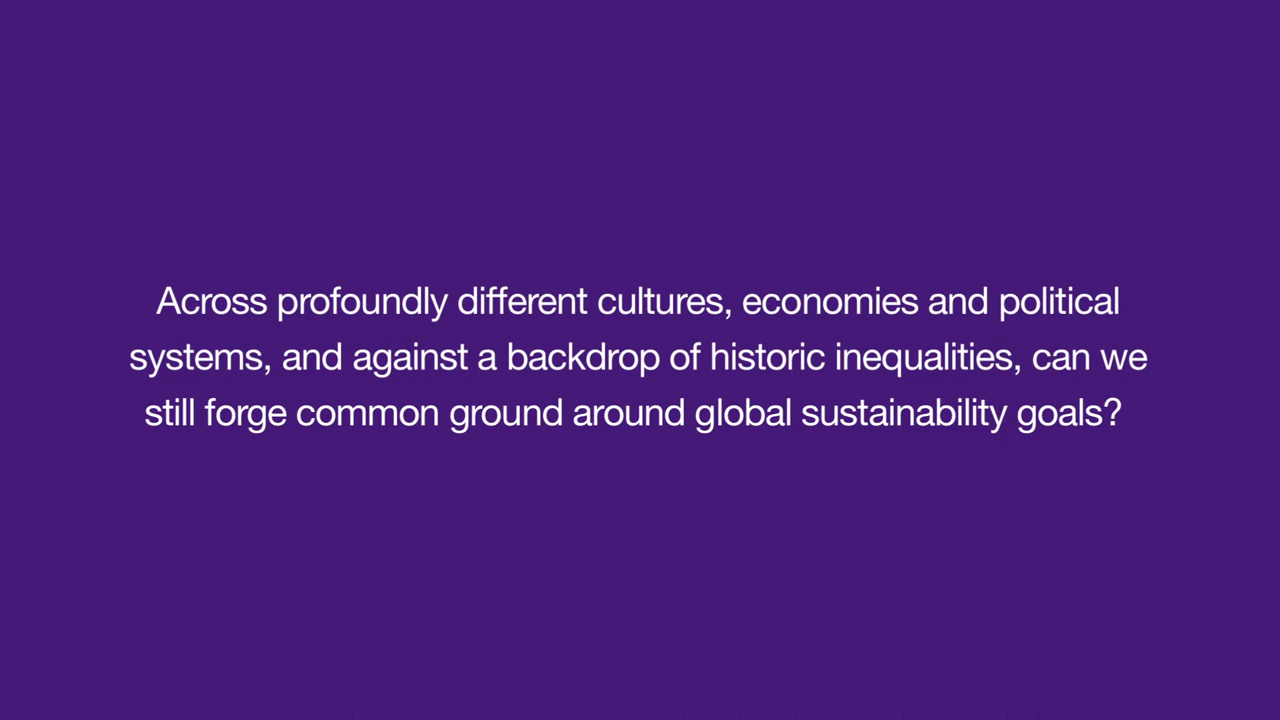 Across profoundly different cultures, economies and political
systems, and against a backdrop of historic inequalities, can we
still forge common ground around global sustainability goals?